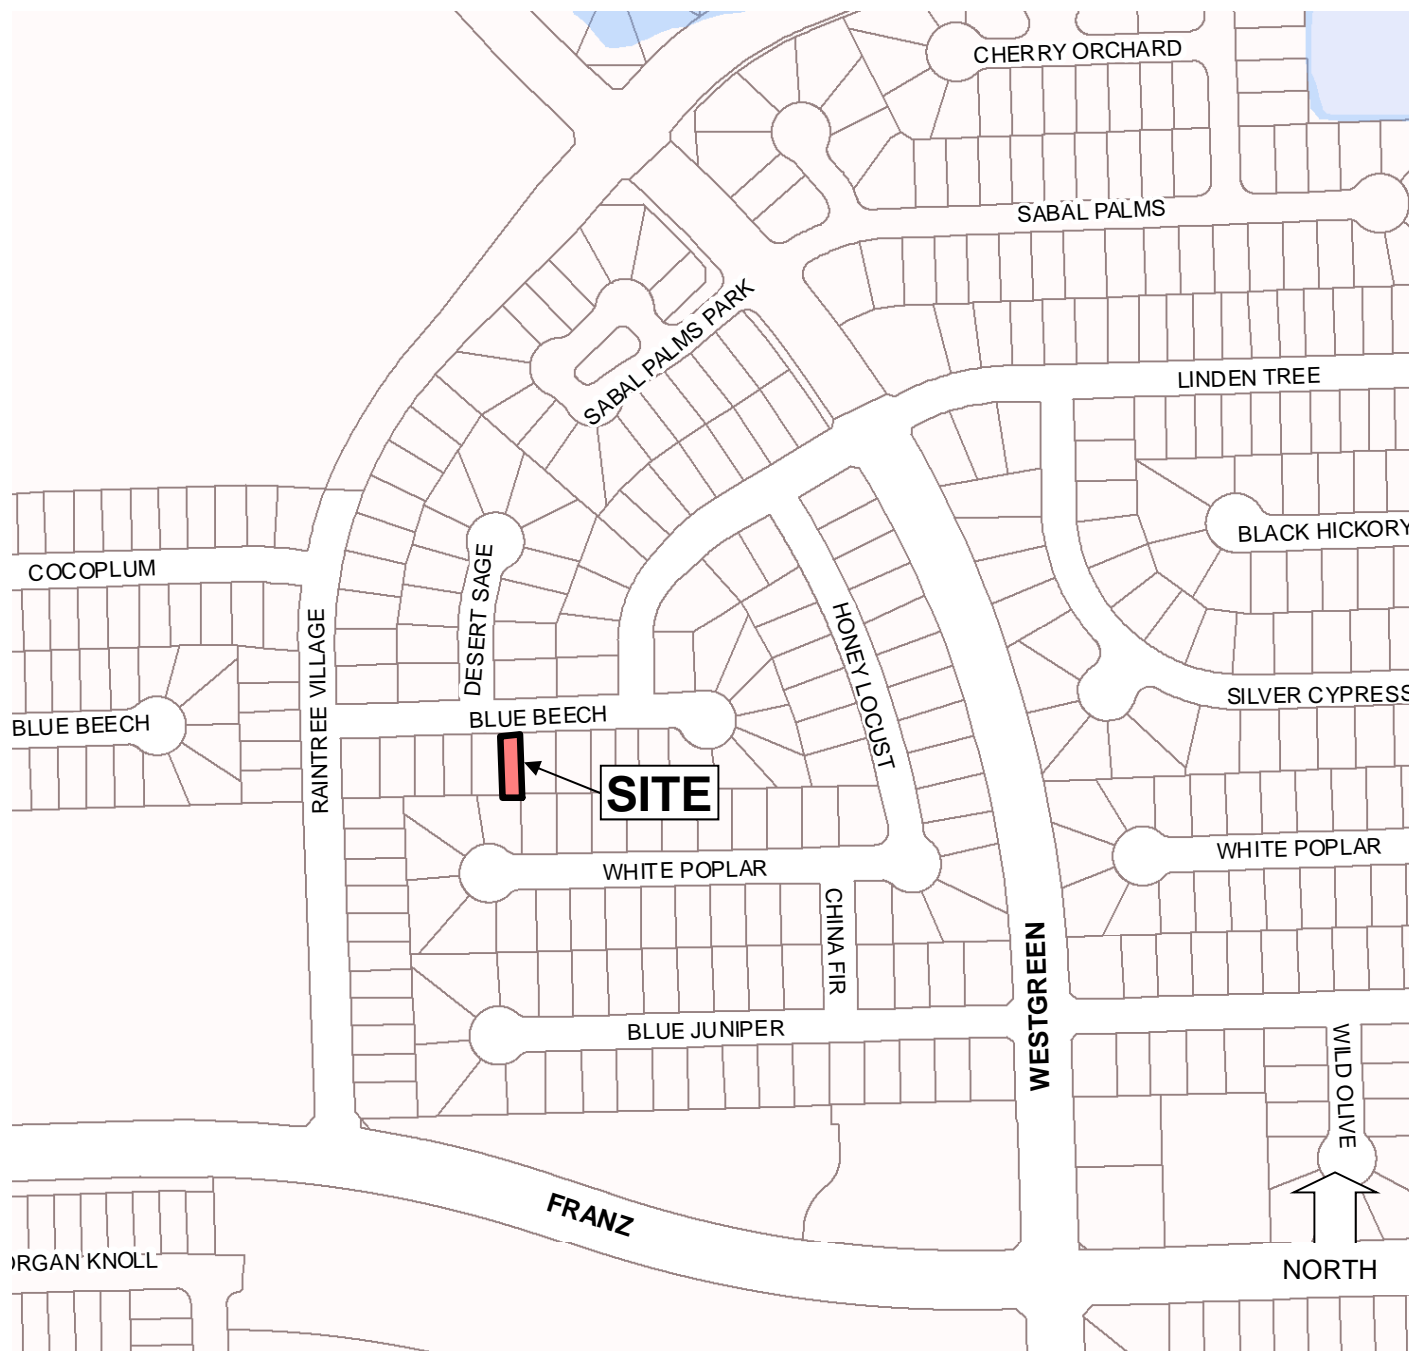 CHERRY ORCHARD
SABAL PALMS
SABAL PALMS PARK
LINDEN TREE
BLACK HICKORY
COCOPLUM
DESERT SAGE
HONEY LOCUST
RAINTREE VILLAGE
SILVER CYPRESS
BLUE BEECH
BLUE BEECH
SITE
WHITE POPLAR
WHITE POPLAR
CHINA FIR
WESTGREEN
BLUE JUNIPER
WILD OLIVE
FRANZ
ORGAN KNOLL
NORTH